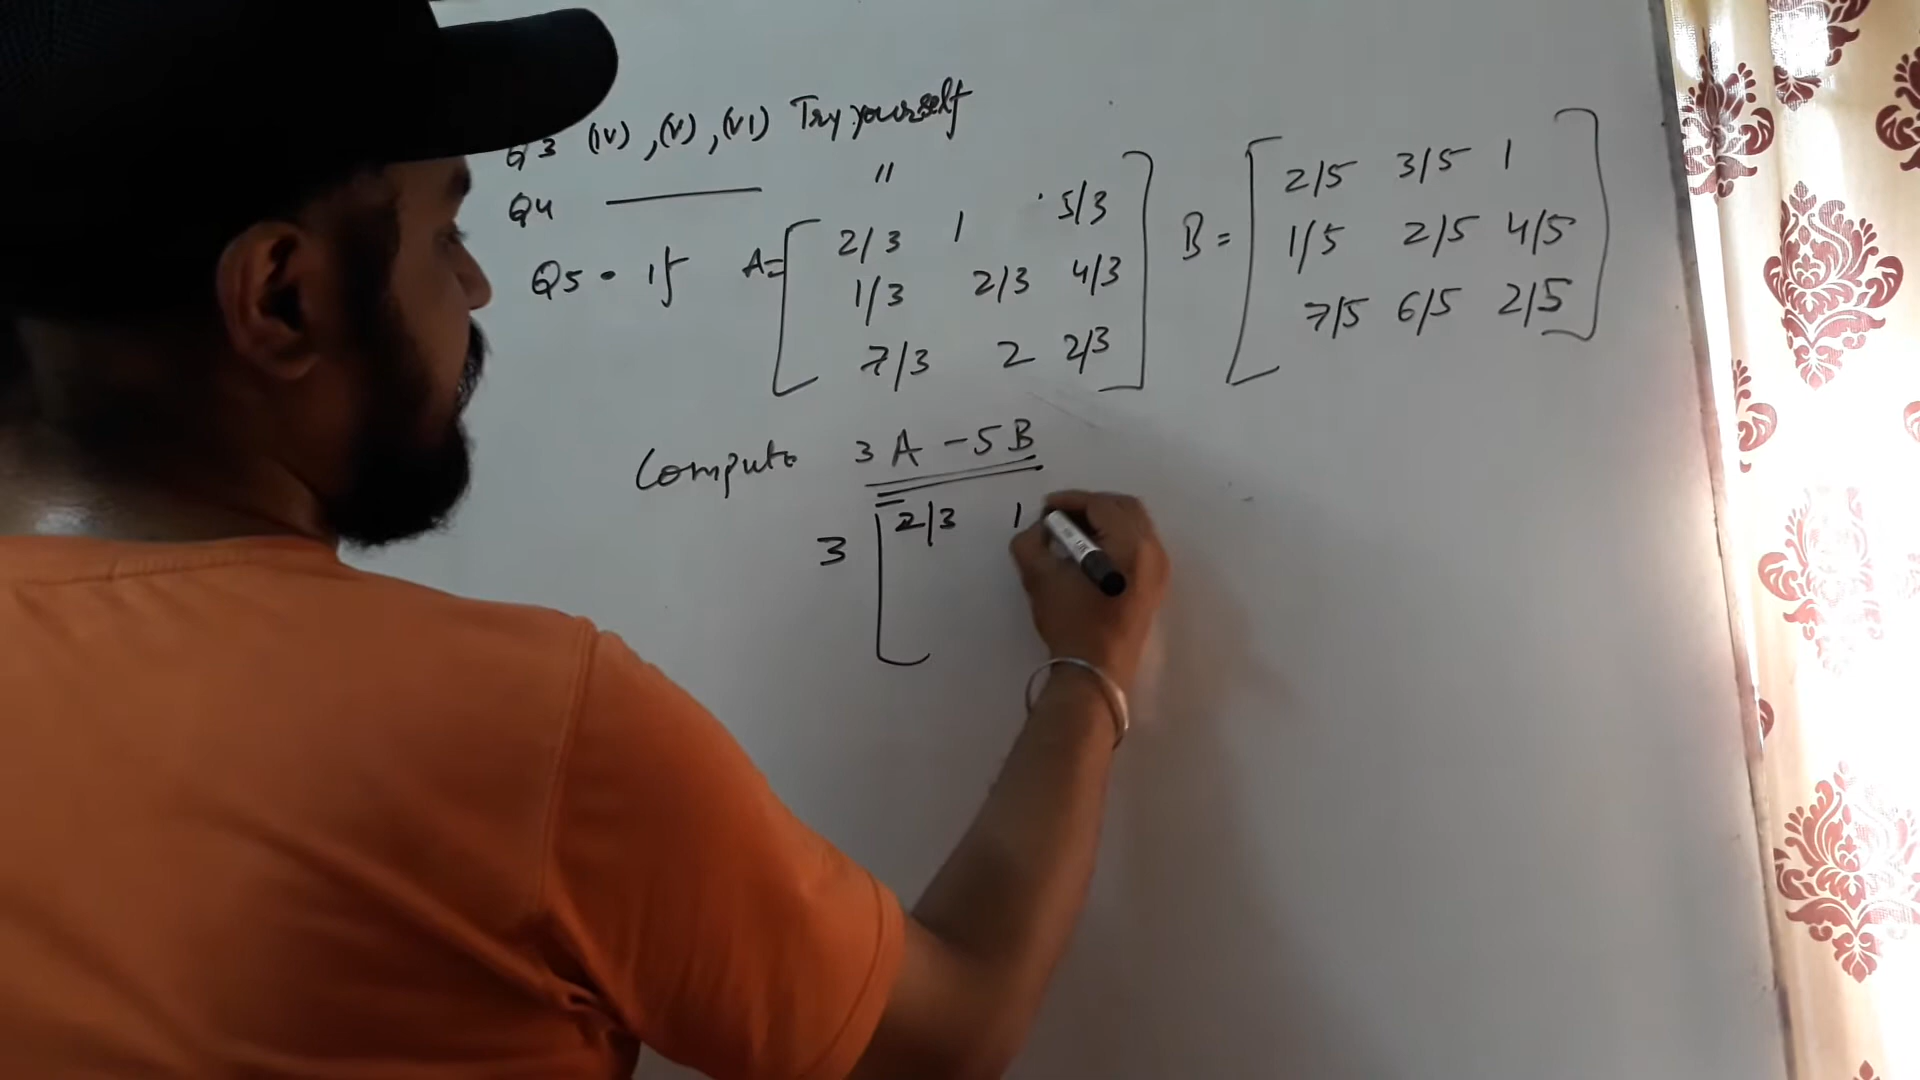 Q3 (IV) , (V) , (VI) Try yourself
Q4 ——— "
Q5 • If A = [ 2/3 1 5/3
1/3 2/3 4/3
7/3 2 2/3 ]
B = [ 2/5 3/5 1
1/5 2/5 4/5
7/5 6/5 2/5 ]
Compute 3A - 5B
3 [ 2/3 1